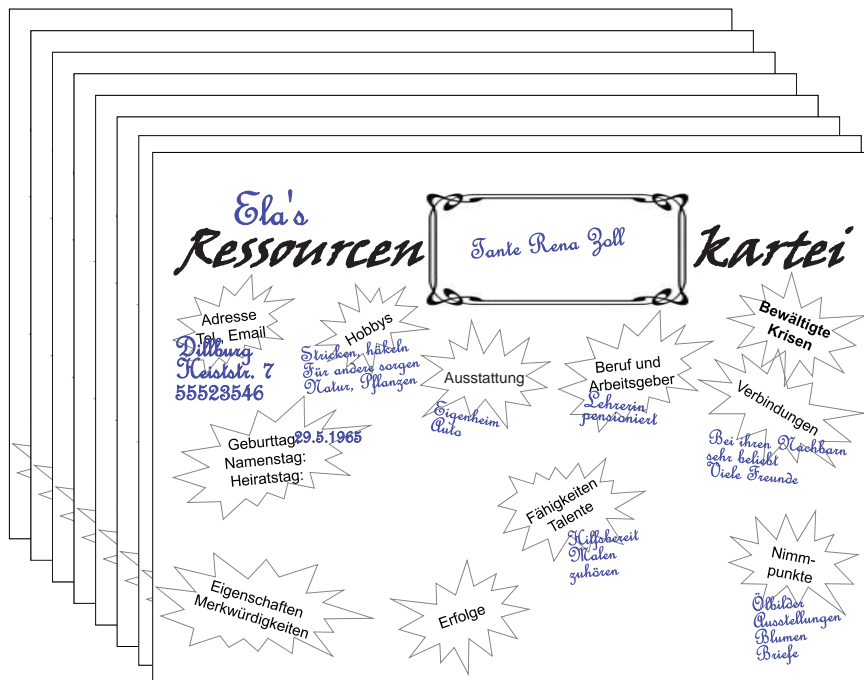 Ela's
Ressourcen
Tante Rena Zoll
kartei
Adresse
Tel., Email
Dillburg
Heiststr. 7
55523546
Hobbys
Stricken, häkeln
Für andere sorgen
Natur, Pflanzen
Ausstattung
Eigenheim
Auto
Beruf und
Arbeitsgeber
Lehrerin
pensioniert
Bewältigte
Krisen
Verbindungen
Bei ihren Nachbarn
sehr beliebt
Viele Freunde
Geburttag: 29.5.1965
Namenstag:
Heiratstag:
Fähigkeiten
Talente
Hilfsbereit
Malen
zuhören
Eigenschaften
Merkwürdigkeiten
Erfolge
Nimm-
punkte
Ölbilder
Ausstellungen
Blumen
Briefe